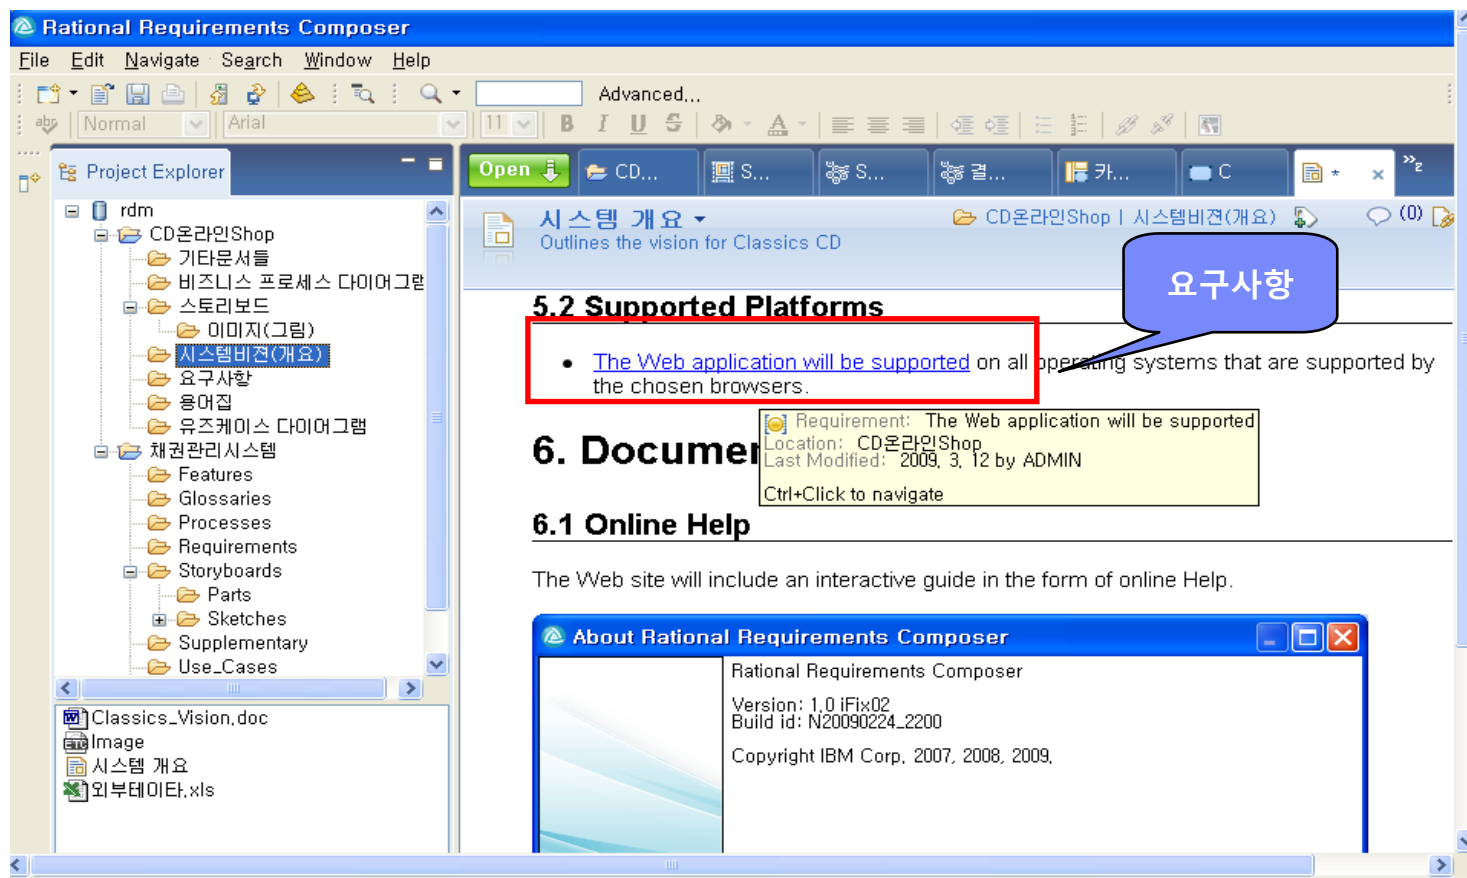 Rational Requirements Composer
File Edit Navigate Search Window Help
Advanced...
Normal Arial 11 B I U S A
Project Explorer
Open CD... S... S... 결... 카... C * »2
rdm
CD온라인Shop
기타문서들
비즈니스 프로세스 다이어그램
스토리보드
이미지(그림)
시스템비젼(개요)
요구사항
용어집
유즈케이스 다이어그램
채권관리시스템
Features
Glossaries
Processes
Requirements
Storyboards
Parts
Sketches
Supplementary
Use_Cases
Classics_Vision.doc
ETC Image
시스템 개요
외부데이타.xls
시스템 개요
CD온라인Shop | 시스템비젼(개요) (0)
Outlines the vision for Classics CD
요구사항
5.2 Supported Platforms
• The Web application will be supported on all operating systems that are supported by
the chosen browsers.
Requirement: The Web application will be supported
Location: CD온라인Shop
Last Modified: 2009. 3. 12 by ADMIN
Ctrl+Click to navigate
6. Documen
6.1 Online Help
The Web site will include an interactive guide in the form of online Help.
About Rational Requirements Composer
Rational Requirements Composer
Version: 1.0 iFix02
Build id: N20090224_2200
Copyright IBM Corp. 2007, 2008, 2009.